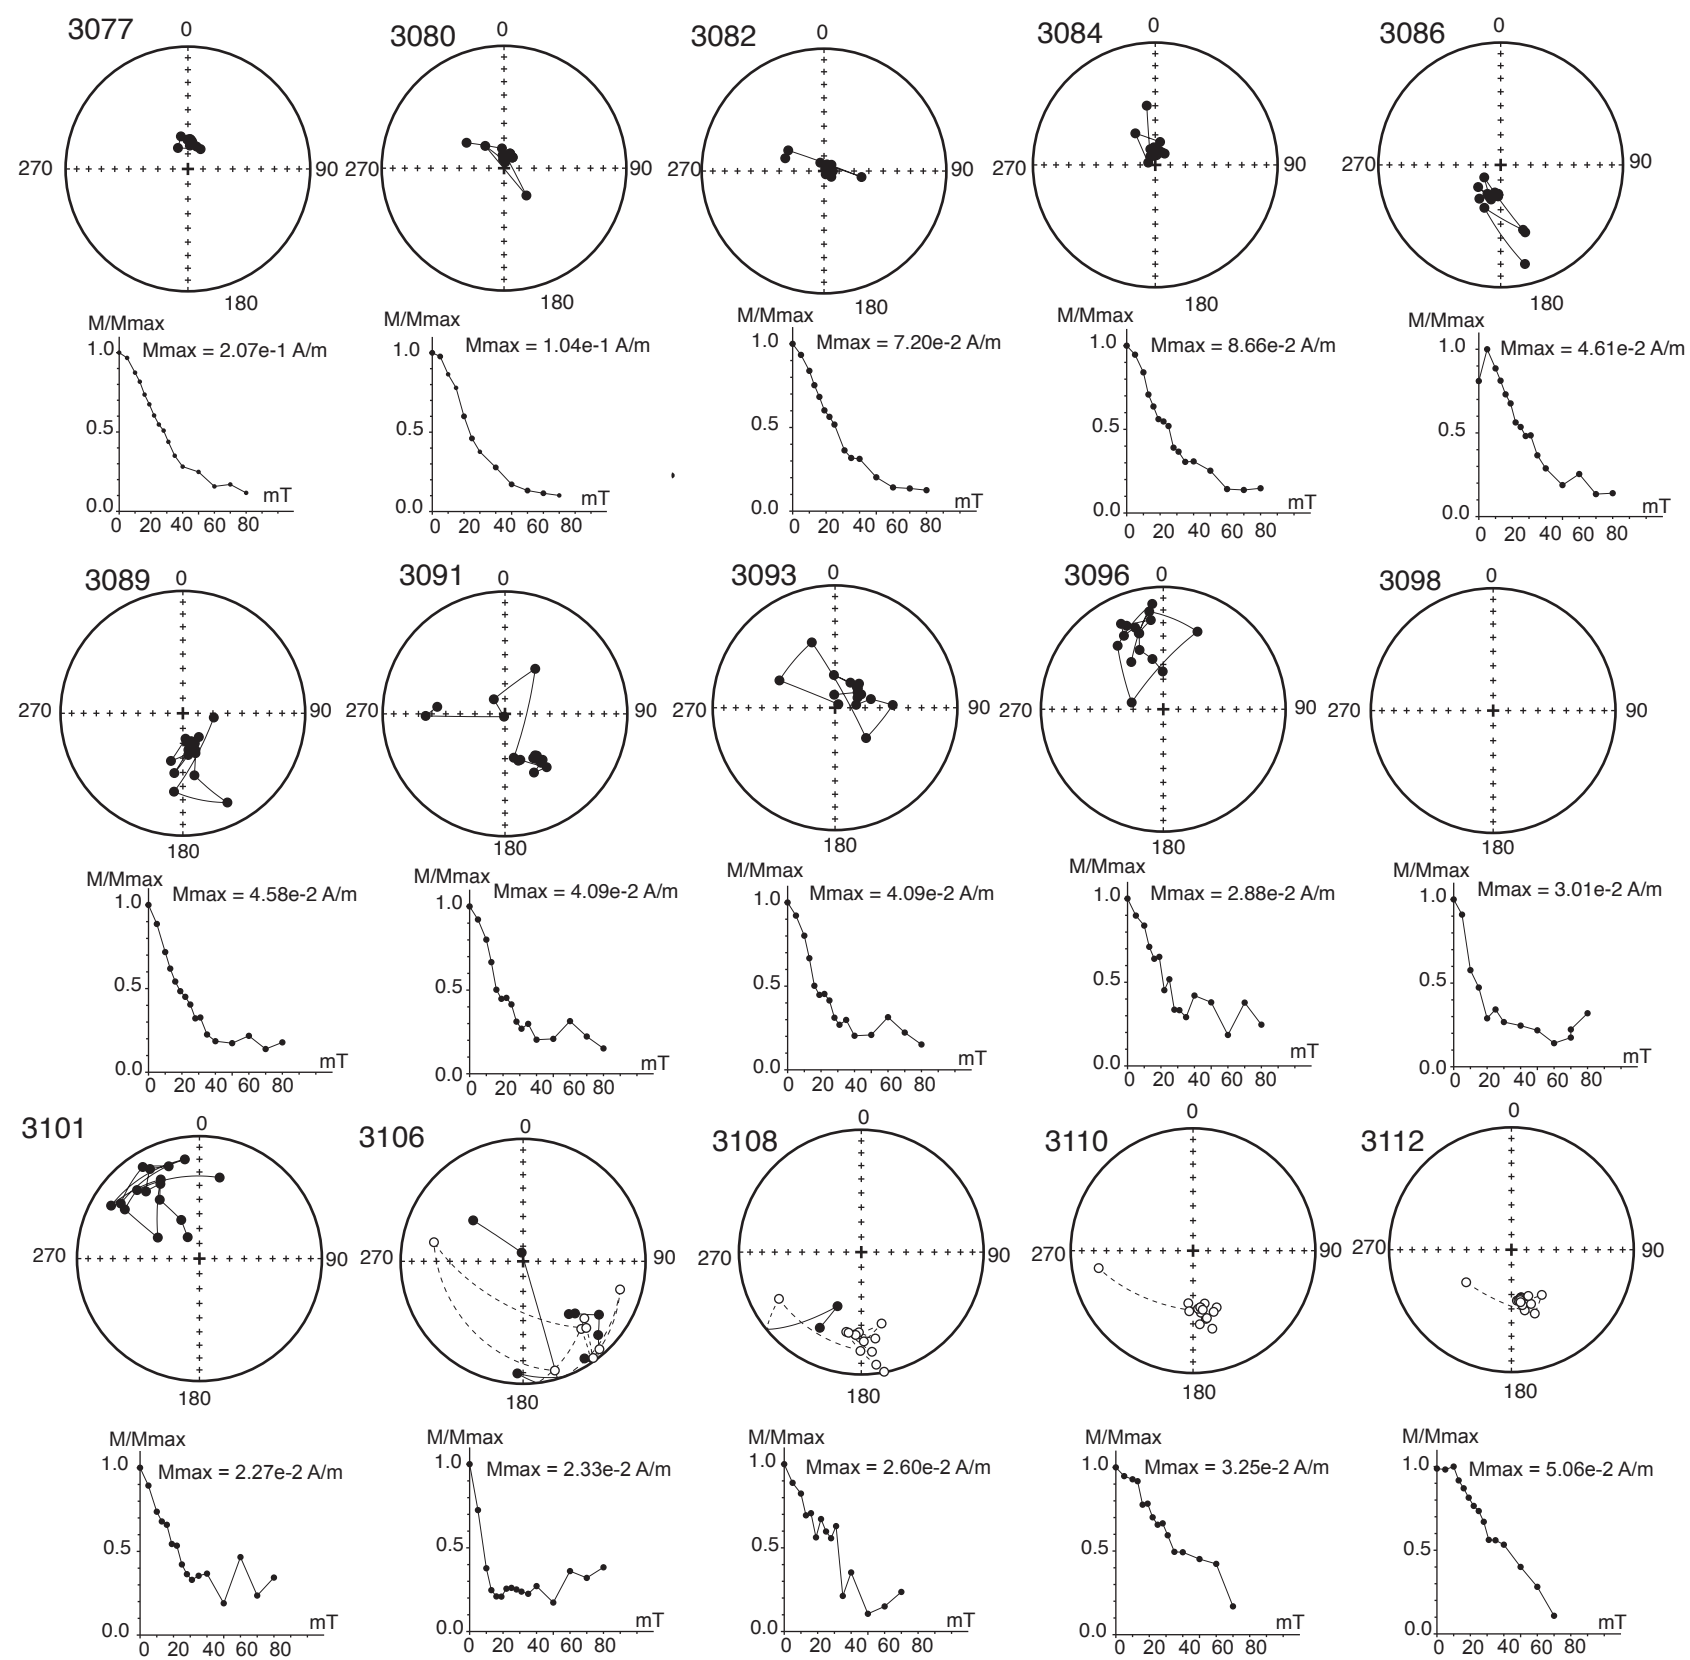 3077 0 3080 0 3082 0 3084 0 3086 0
270 90 270 90 270 90 270 90 270 90
180 180 180 180 180
M/Mmax M/Mmax M/Mmax M/Mmax M/Mmax
1.0 Mmax = 2.07e-1 A/m 1.0 Mmax = 1.04e-1 A/m 1.0 Mmax = 7.20e-2 A/m 1.0 Mmax = 8.66e-2 A/m 1.0 Mmax = 4.61e-2 A/m
0.5 0.5 0.5 0.5 0.5
0.0 mT 0.0 mT 0.0 mT 0.0 mT 0.0 mT
0 20 40 60 80 0 20 40 60 80 0 20 40 60 80 0 20 40 60 80 0 20 40 60 80
3089 0 3091 0 3093 0 3096 0 3098 0
270 90 270 90 270 90 270 90 270 90
180 180 180 180 180
M/Mmax M/Mmax M/Mmax M/Mmax M/Mmax
1.0 Mmax = 4.58e-2 A/m 1.0 Mmax = 4.09e-2 A/m 1.0 Mmax = 4.09e-2 A/m 1.0 Mmax = 2.88e-2 A/m 1.0 Mmax = 3.01e-2 A/m
0.5 0.5 0.5 0.5 0.5
0.0 mT 0.0 mT 0.0 mT 0.0 mT 0.0 mT
0 20 40 60 80 0 20 40 60 80 0 20 40 60 80 0 20 40 60 80 0 20 40 60 80
3101 0 3106 0 3108 0 3110 0 3112 0
270 90 270 90 270 90 270 90 270 90
180 180 180 180 180
M/Mmax M/Mmax M/Mmax M/Mmax M/Mmax
1.0 Mmax = 2.27e-2 A/m 1.0 Mmax = 2.33e-2 A/m 1.0 Mmax = 2.60e-2 A/m 1.0 Mmax = 3.25e-2 A/m 1.0 Mmax = 5.06e-2 A/m
0.5 0.5 0.5 0.5 0.5
0.0 mT 0.0 mT 0.0 mT 0.0 mT 0.0 mT
0 20 40 60 80 0 20 40 60 80 0 20 40 60 80 0 20 40 60 80 0 20 40 60 80